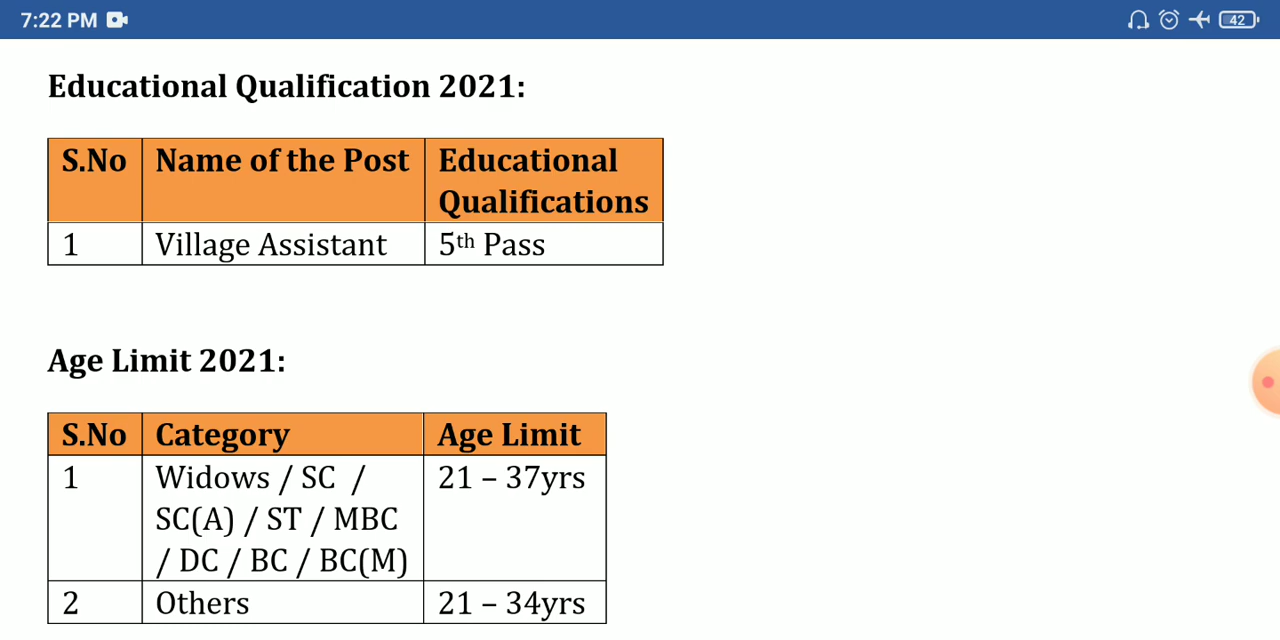 7:22 PM
42
Educational Qualification 2021:
S.No Name of the Post Educational Qualifications
1 Village Assistant 5th Pass
Age Limit 2021:
S.No Category Age Limit
1 Widows / SC / 21 – 37yrs
SC(A) / ST / MBC
/ DC / BC / BC(M)
2 Others 21 – 34yrs